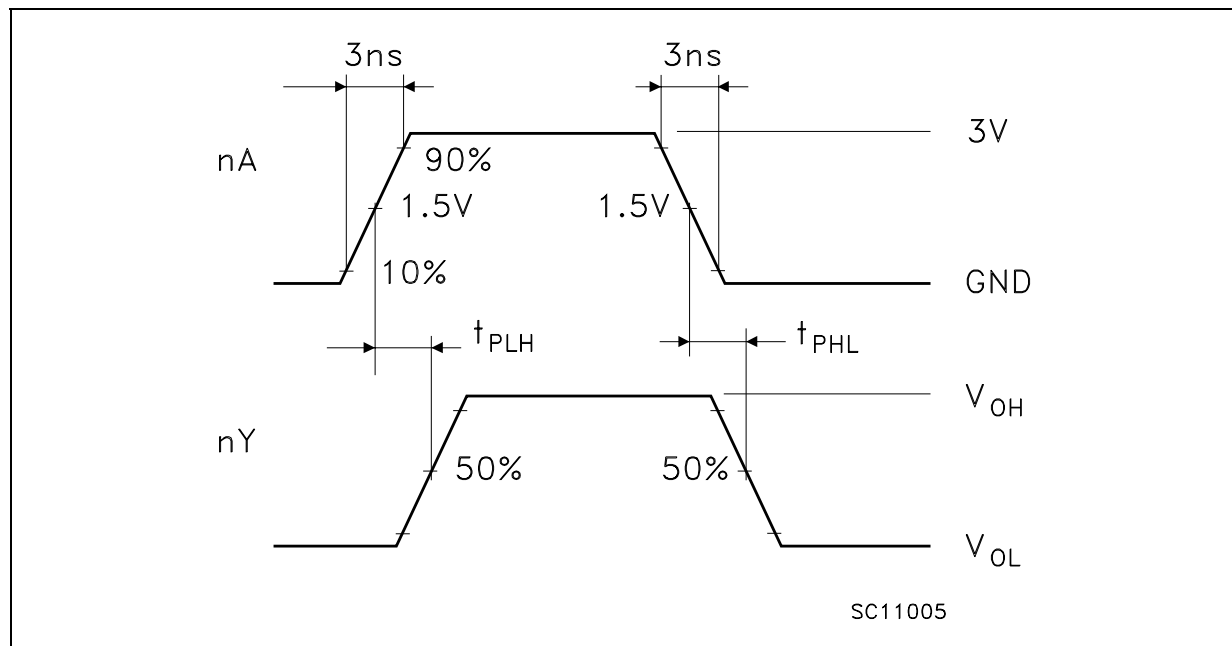 3ns 3ns
3V
nA
90%
1.5V 1.5V
10%
GND
tPLH tPHL
VOH
nY
50% 50%
VOL
SC11005